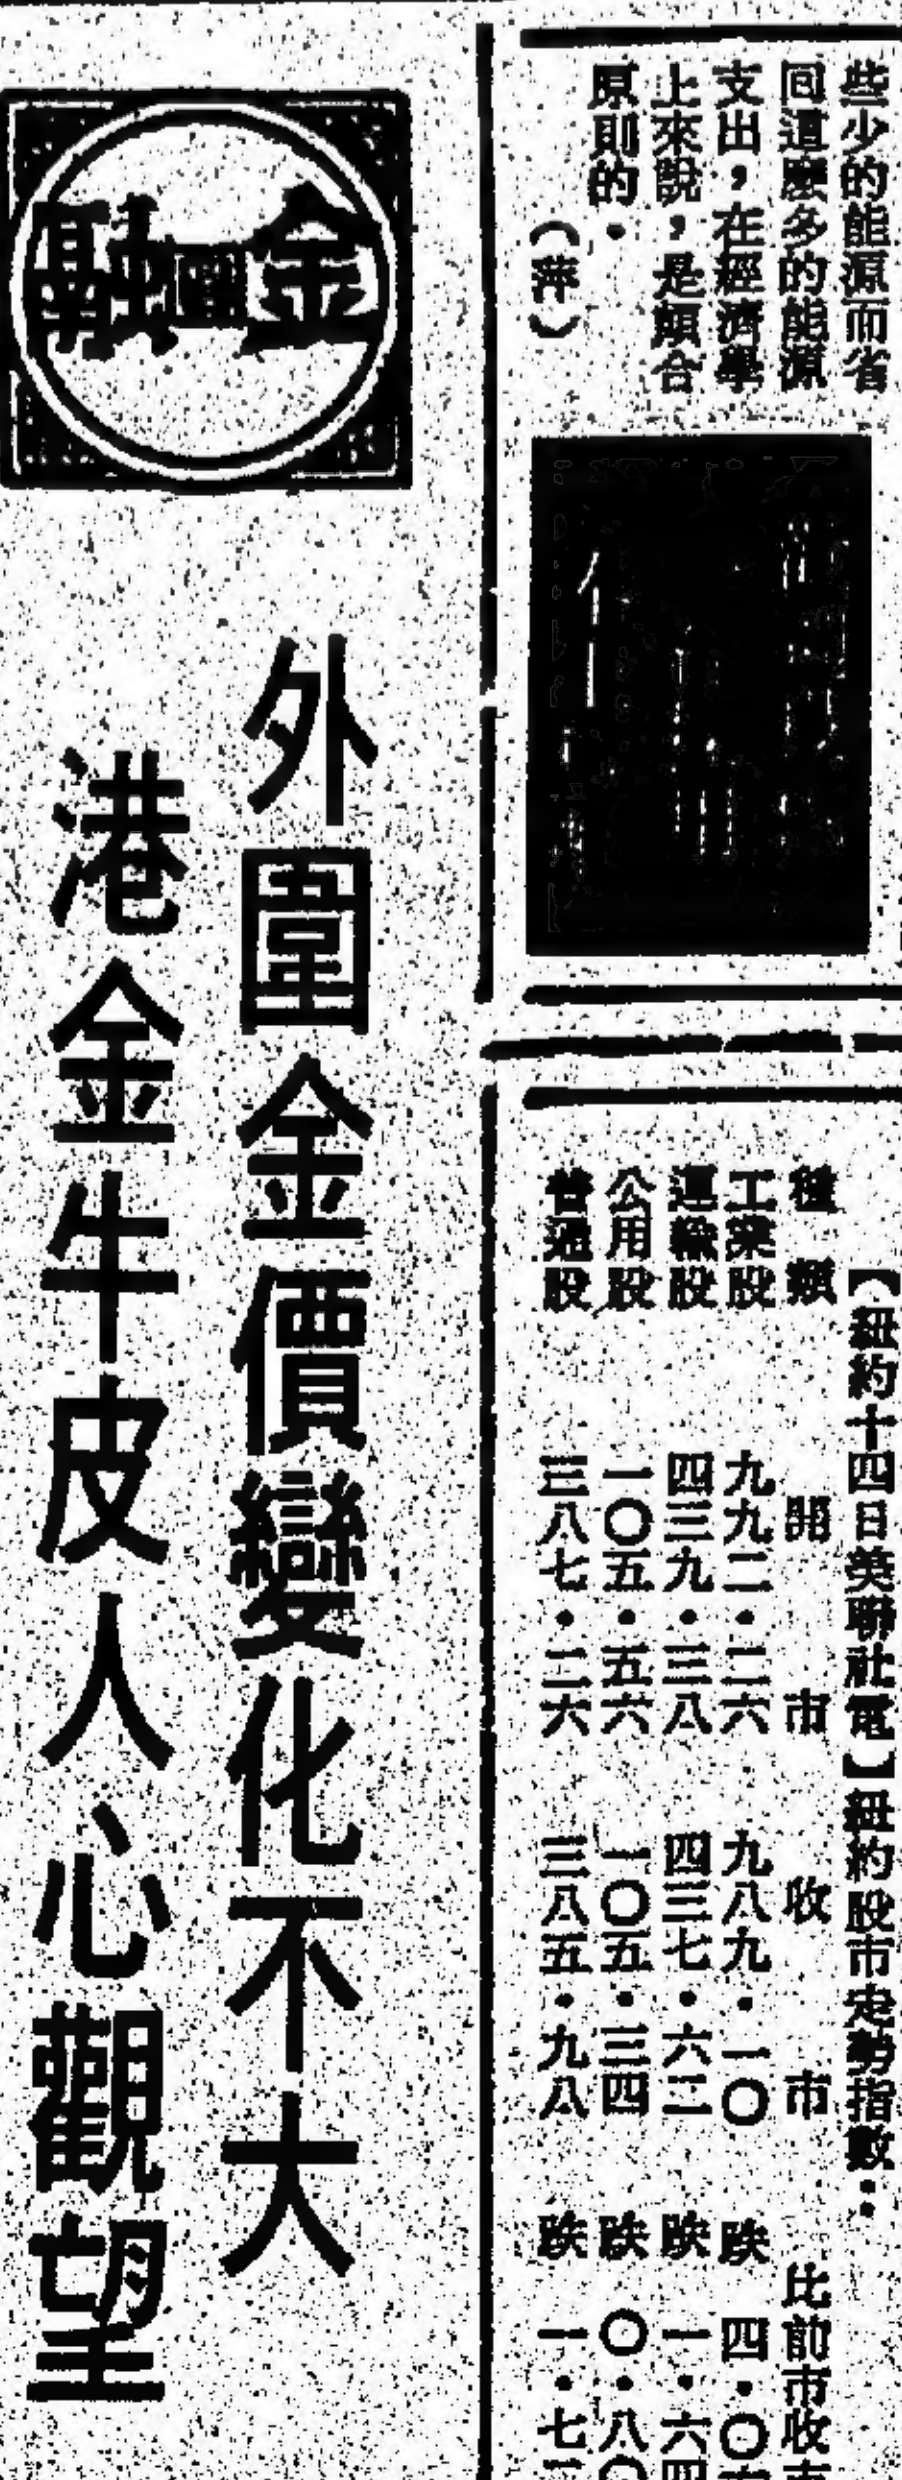 些少的能源而省
回這麼多的能源
支出,在經濟學
上來說,是頗合
原則的。
(萍)
【紐約十四日美聯社電】紐約股市走勢指數:
種類 開市 收市 比前市收市
工業股 九九二·二六 九八九·一〇 跌 四·〇
運輸股 四三九·三八 四三七·六二 跌 一·六四
公用股 一〇五·五六 一〇五·三四 跌 〇·八〇
普通股 三八七·二六 三八五·九八 跌 一·七
金融圈
外圍金價變化不大
港金牛皮人心觀望